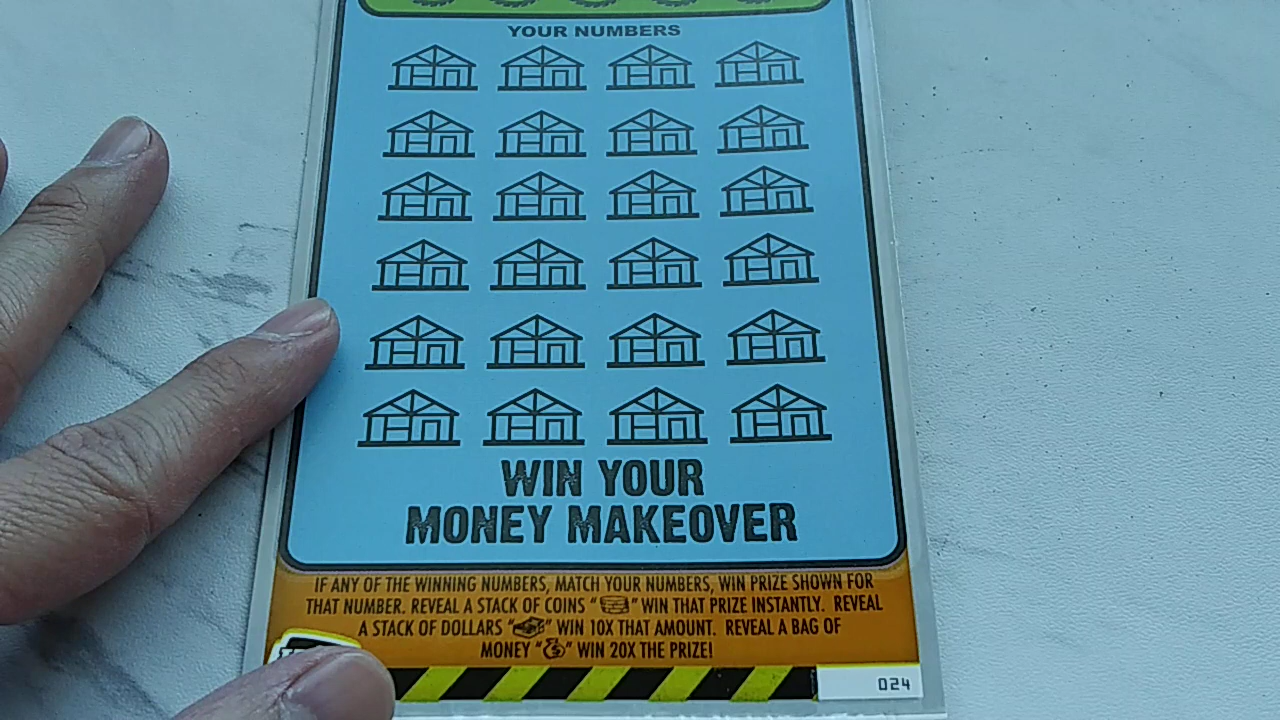 YOUR NUMBERS
WIN YOUR
MONEY MAKEOVER
IF ANY OF THE WINNING NUMBERS, MATCH YOUR NUMBERS, WIN PRIZE SHOWN FOR
THAT NUMBER. REVEAL A STACK OF COINS " " WIN THAT PRIZE INSTANTLY. REVEAL
A STACK OF DOLLARS " " WIN 10X THAT AMOUNT. REVEAL A BAG OF
MONEY " " WIN 20X THE PRIZE!
024